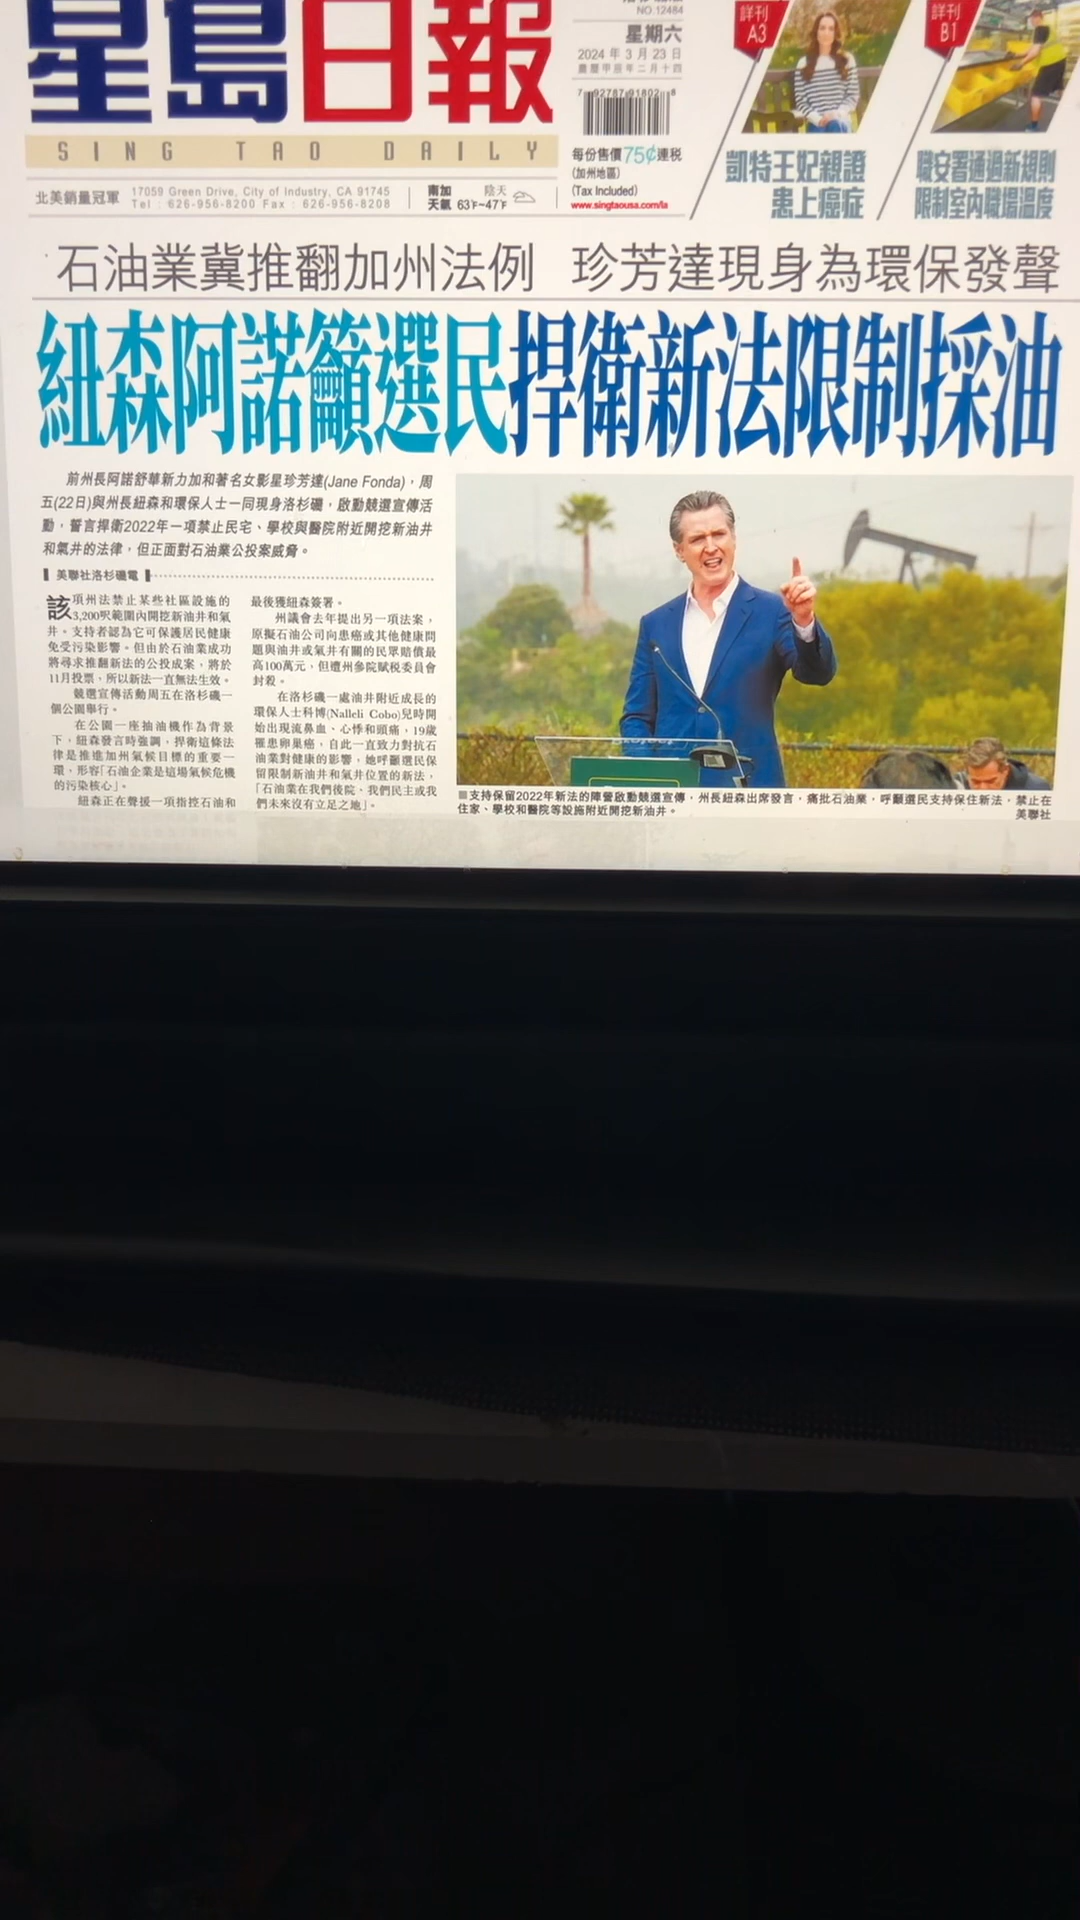 星島日報
SING TAO DAILY
NO.12484
星期六
2024年3月23日
農曆甲辰年二月十四
7 92787 91802 8
每份售價75¢連稅
(加州地區)
(Tax Included)
www.singtaousa.com/la
詳刊
A3
凱特王妃親證
患上癌症
詳刊
B1
職安署通過新規則
限制室內職場溫度
北美銷量冠軍
17059 Green Drive, City of Industry, CA 91745
Tel : 626-956-8200 Fax : 626-956-8208
南加
天氣
陰天
63°F~47°F
石油業冀推翻加州法例 珍芳達現身為環保發聲
紐森阿諾籲選民捍衛新法限制採油
前州長阿諾舒華新力加和著名女影星珍芳達(Jane Fonda)，周
五(22日)與州長紐森和環保人士一同現身洛杉磯，啟動競選宣傳活
動，誓言捍衛2022年一項禁止民宅、學校與醫院附近開挖新油井
和氣井的法律，但正面對石油業公投案威脅。
美聯社洛杉磯電
該項州法禁止某些社區設施的
3,200呎範圍內開挖新油井和氣
井。支持者認為它可保護居民健康
免受污染影響。但由於石油業成功
將尋求推翻新法的公投成案，將於
11月投票，所以新法一直無法生效。
競選宣傳活動周五在洛杉磯一
個公園舉行。
在公園一座抽油機作為背景
下，紐森發言時強調，捍衛這條法
律是推進加州氣候目標的重要一
環，形容「石油企業是這場氣候危機
的污染核心」。
紐森正在聲援一項指控石油和
最後獲紐森簽署。
州議會去年提出另一項法案，
原擬石油公司向患癌或其他健康問
題與油井或氣井有關的民眾賠償最
高100萬元，但遭州參院賦稅委員會
封殺。
在洛杉磯一處油井附近成長的
環保人士科博(Nalleli Cobo)兒時開
始出現流鼻血、心悸和頭痛，19歲
罹患卵巢癌，自此一直致力對抗石
油業對健康的影響，她呼籲選民保
留限制新油井和氣井位置的新法，
「石油業在我們後院，我們民主或我
們未來沒有立足之地」。
■支持保留2022年新法的陣營啟動競選宣傳，州長紐森出席發言，痛批石油業，呼籲選民支持保住新法，禁止在
住家、學校和醫院等設施附近開挖新油井。
美聯社